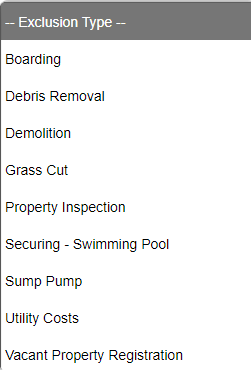 -- Exclusion Type --
Boarding
Debris Removal
Demolition
Grass Cut
Property Inspection
Securing - Swimming Pool
Sump Pump
Utility Costs
Vacant Property Registration